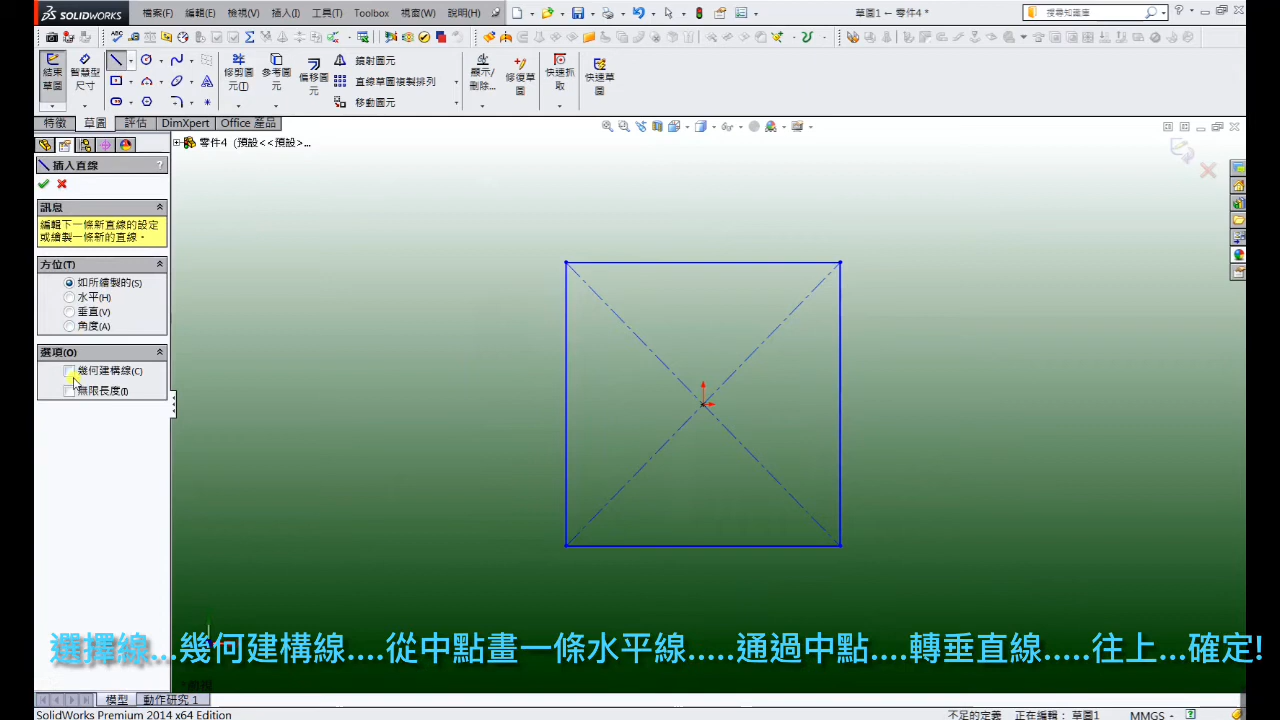 SOLIDWORKS 檔案(F) 編輯(E) 檢視(V) 插入(I) 工具(T) Toolbox 視窗(W) 說明(H) 草圖1 ← 零件4 * 搜尋知識庫
結束草圖 智慧型尺寸 修剪圖元(I) 參考圖元 偏移圖元 鏡射圖元 直線草圖複製排列 移動圖元 顯示/刪除... 修復草圖 快速抓取 快速草圖
特徵 草圖 評估 DimXpert Office 產品
零件4 (預設<<預設>...
插入直線 ?
訊息
編輯下一條新直線的設定
或繪製一條新的直線。
方位(T)
如所繪製的(S)
水平(H)
垂直(V)
角度(A)
選項(O)
幾何建構線(C)
無限長度(I)
選擇線...幾何建構線....從中點畫一條水平線.....通過中點....轉垂直線.....往上...確定!
模型 動作研究 1
SolidWorks Premium 2014 x64 Edition 不足的定義 正在編輯： 草圖1 MMGS